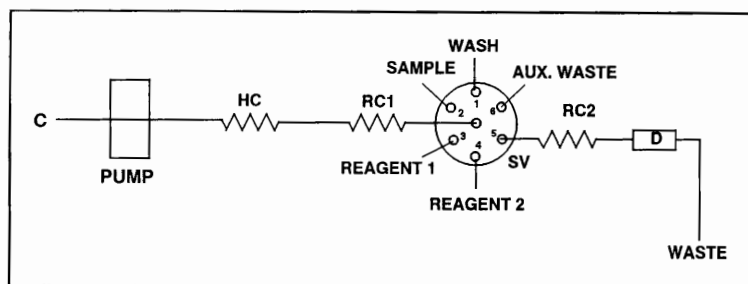 WASH
SAMPLE
AUX. WASTE
HC
RC1
RC2
C
1
2
6
3
5
4
D
PUMP
REAGENT 1
SV
REAGENT 2
WASTE